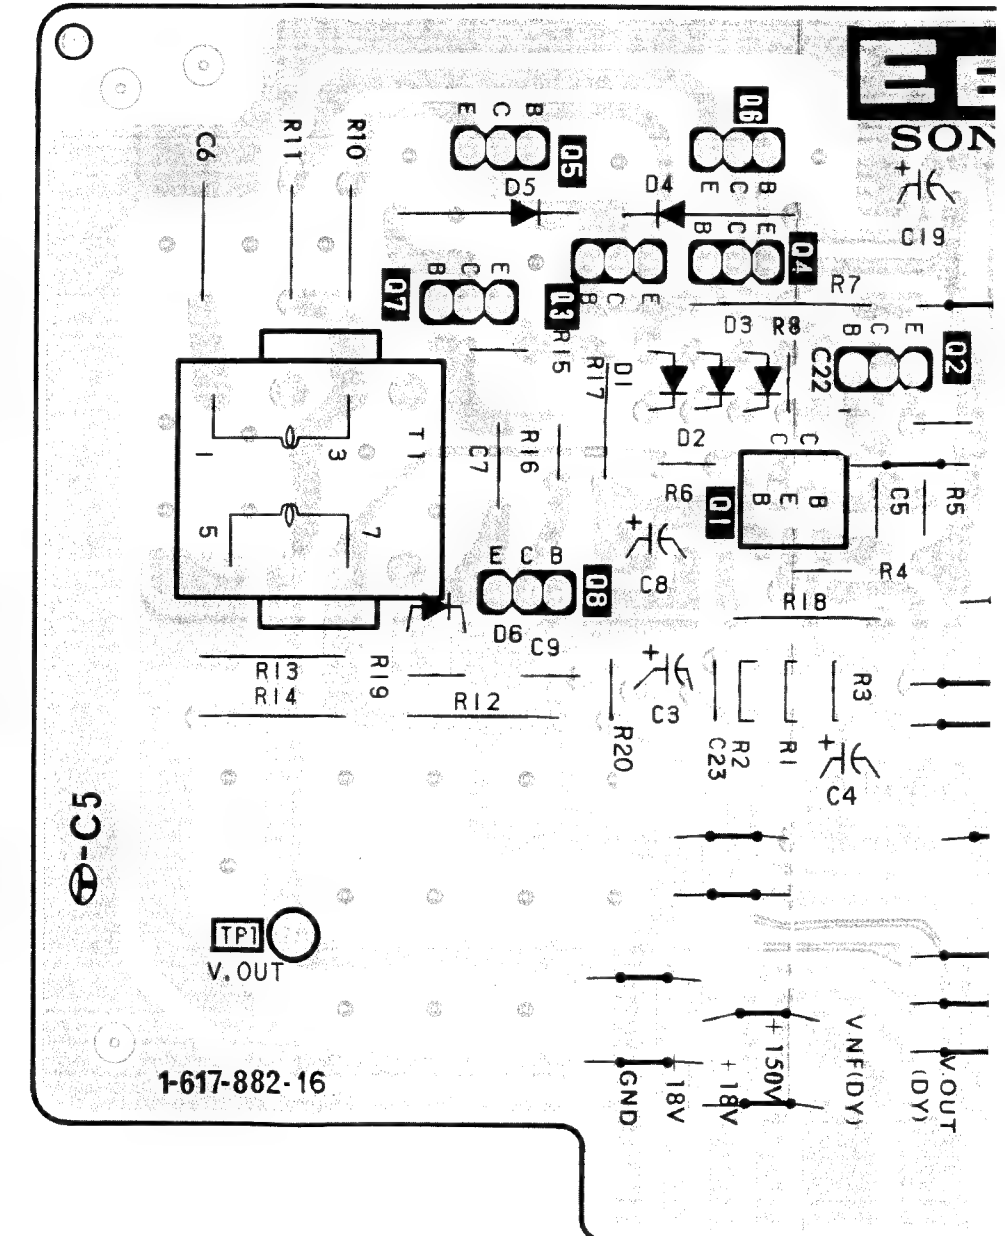 E
SON
E C B
Q5
Q6
E C B
C6
R11
R10
D5
D4
C19
B C E
Q4
B C E
Q3
B C E
Q7
R7
D3 R8
B C E
Q2
C22
R15
R17
D1
D2
C C
B E B
Q1
R6
C5
R5
T1
1
3
5
7
C7
R16
C8
R4
R18
E C B
Q8
D6
C9
R13
R14
R19
R12
C3
R20
C23
R2
R1
R3
C4
-C5
TP1
V.OUT
1-617-882-16
GND
18V
+18V
+150V
VNF(DY)
V.OUT
(DY)